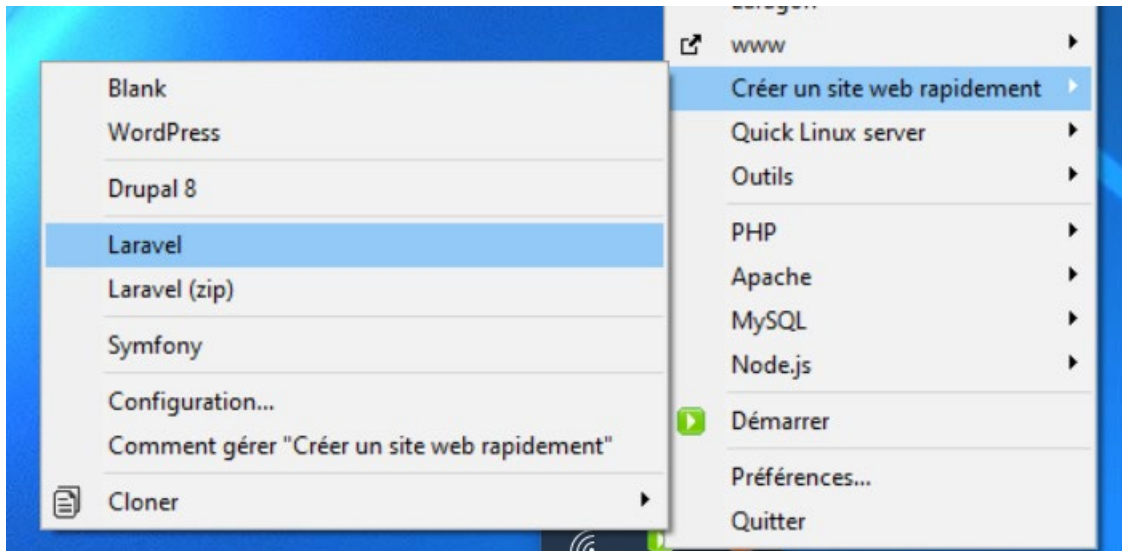 www
Créer un site web rapidement
Quick Linux server
Outils
PHP
Apache
MySQL
Node.js
Démarrer
Préférences...
Quitter
Blank
WordPress
Drupal 8
Laravel
Laravel (zip)
Symfony
Configuration...
Comment gérer "Créer un site web rapidement"
Cloner